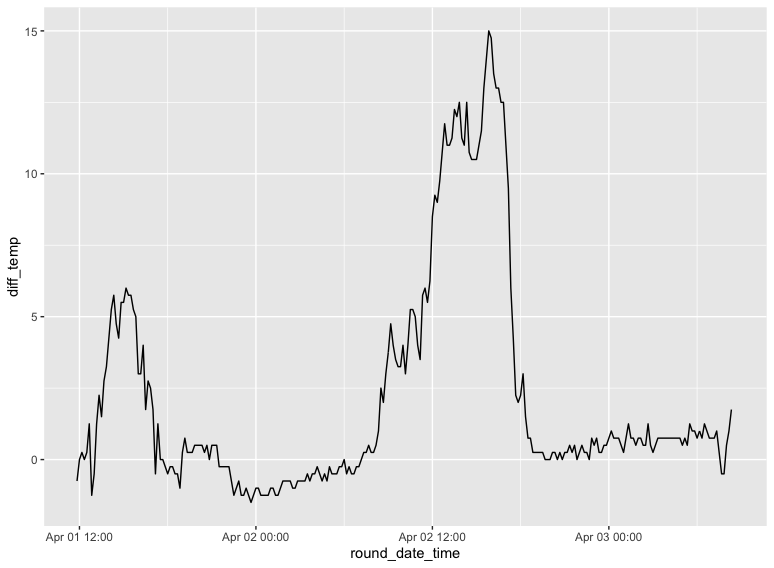 15
10
5
0
diff_temp
Apr 01 12:00
Apr 02 00:00
Apr 02 12:00
Apr 03 00:00
round_date_time